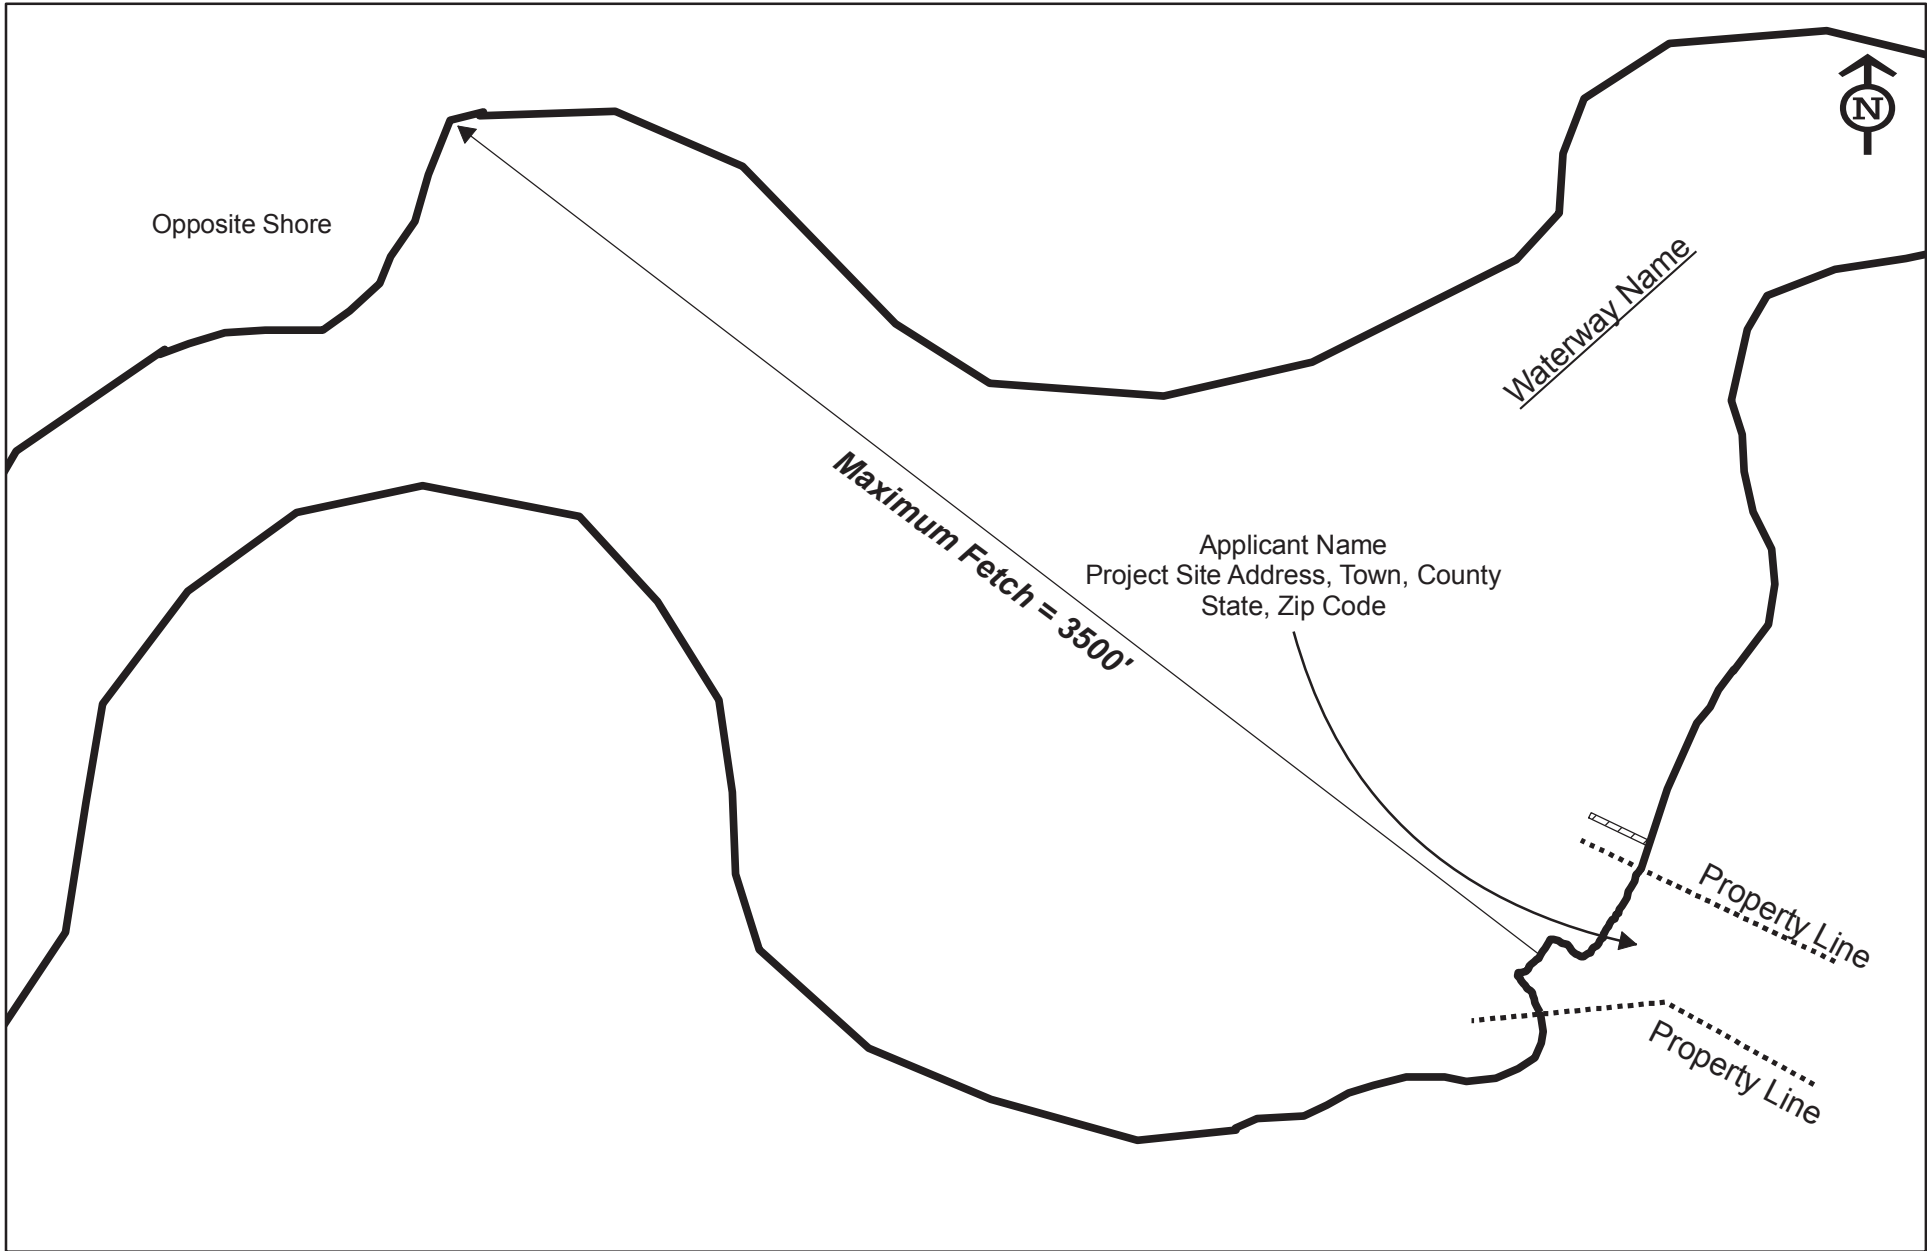 N
Opposite Shore
Waterway Name
Maximum Fetch = 3500'
Applicant Name
Project Site Address, Town, County
State, Zip Code
Property Line
Property Line